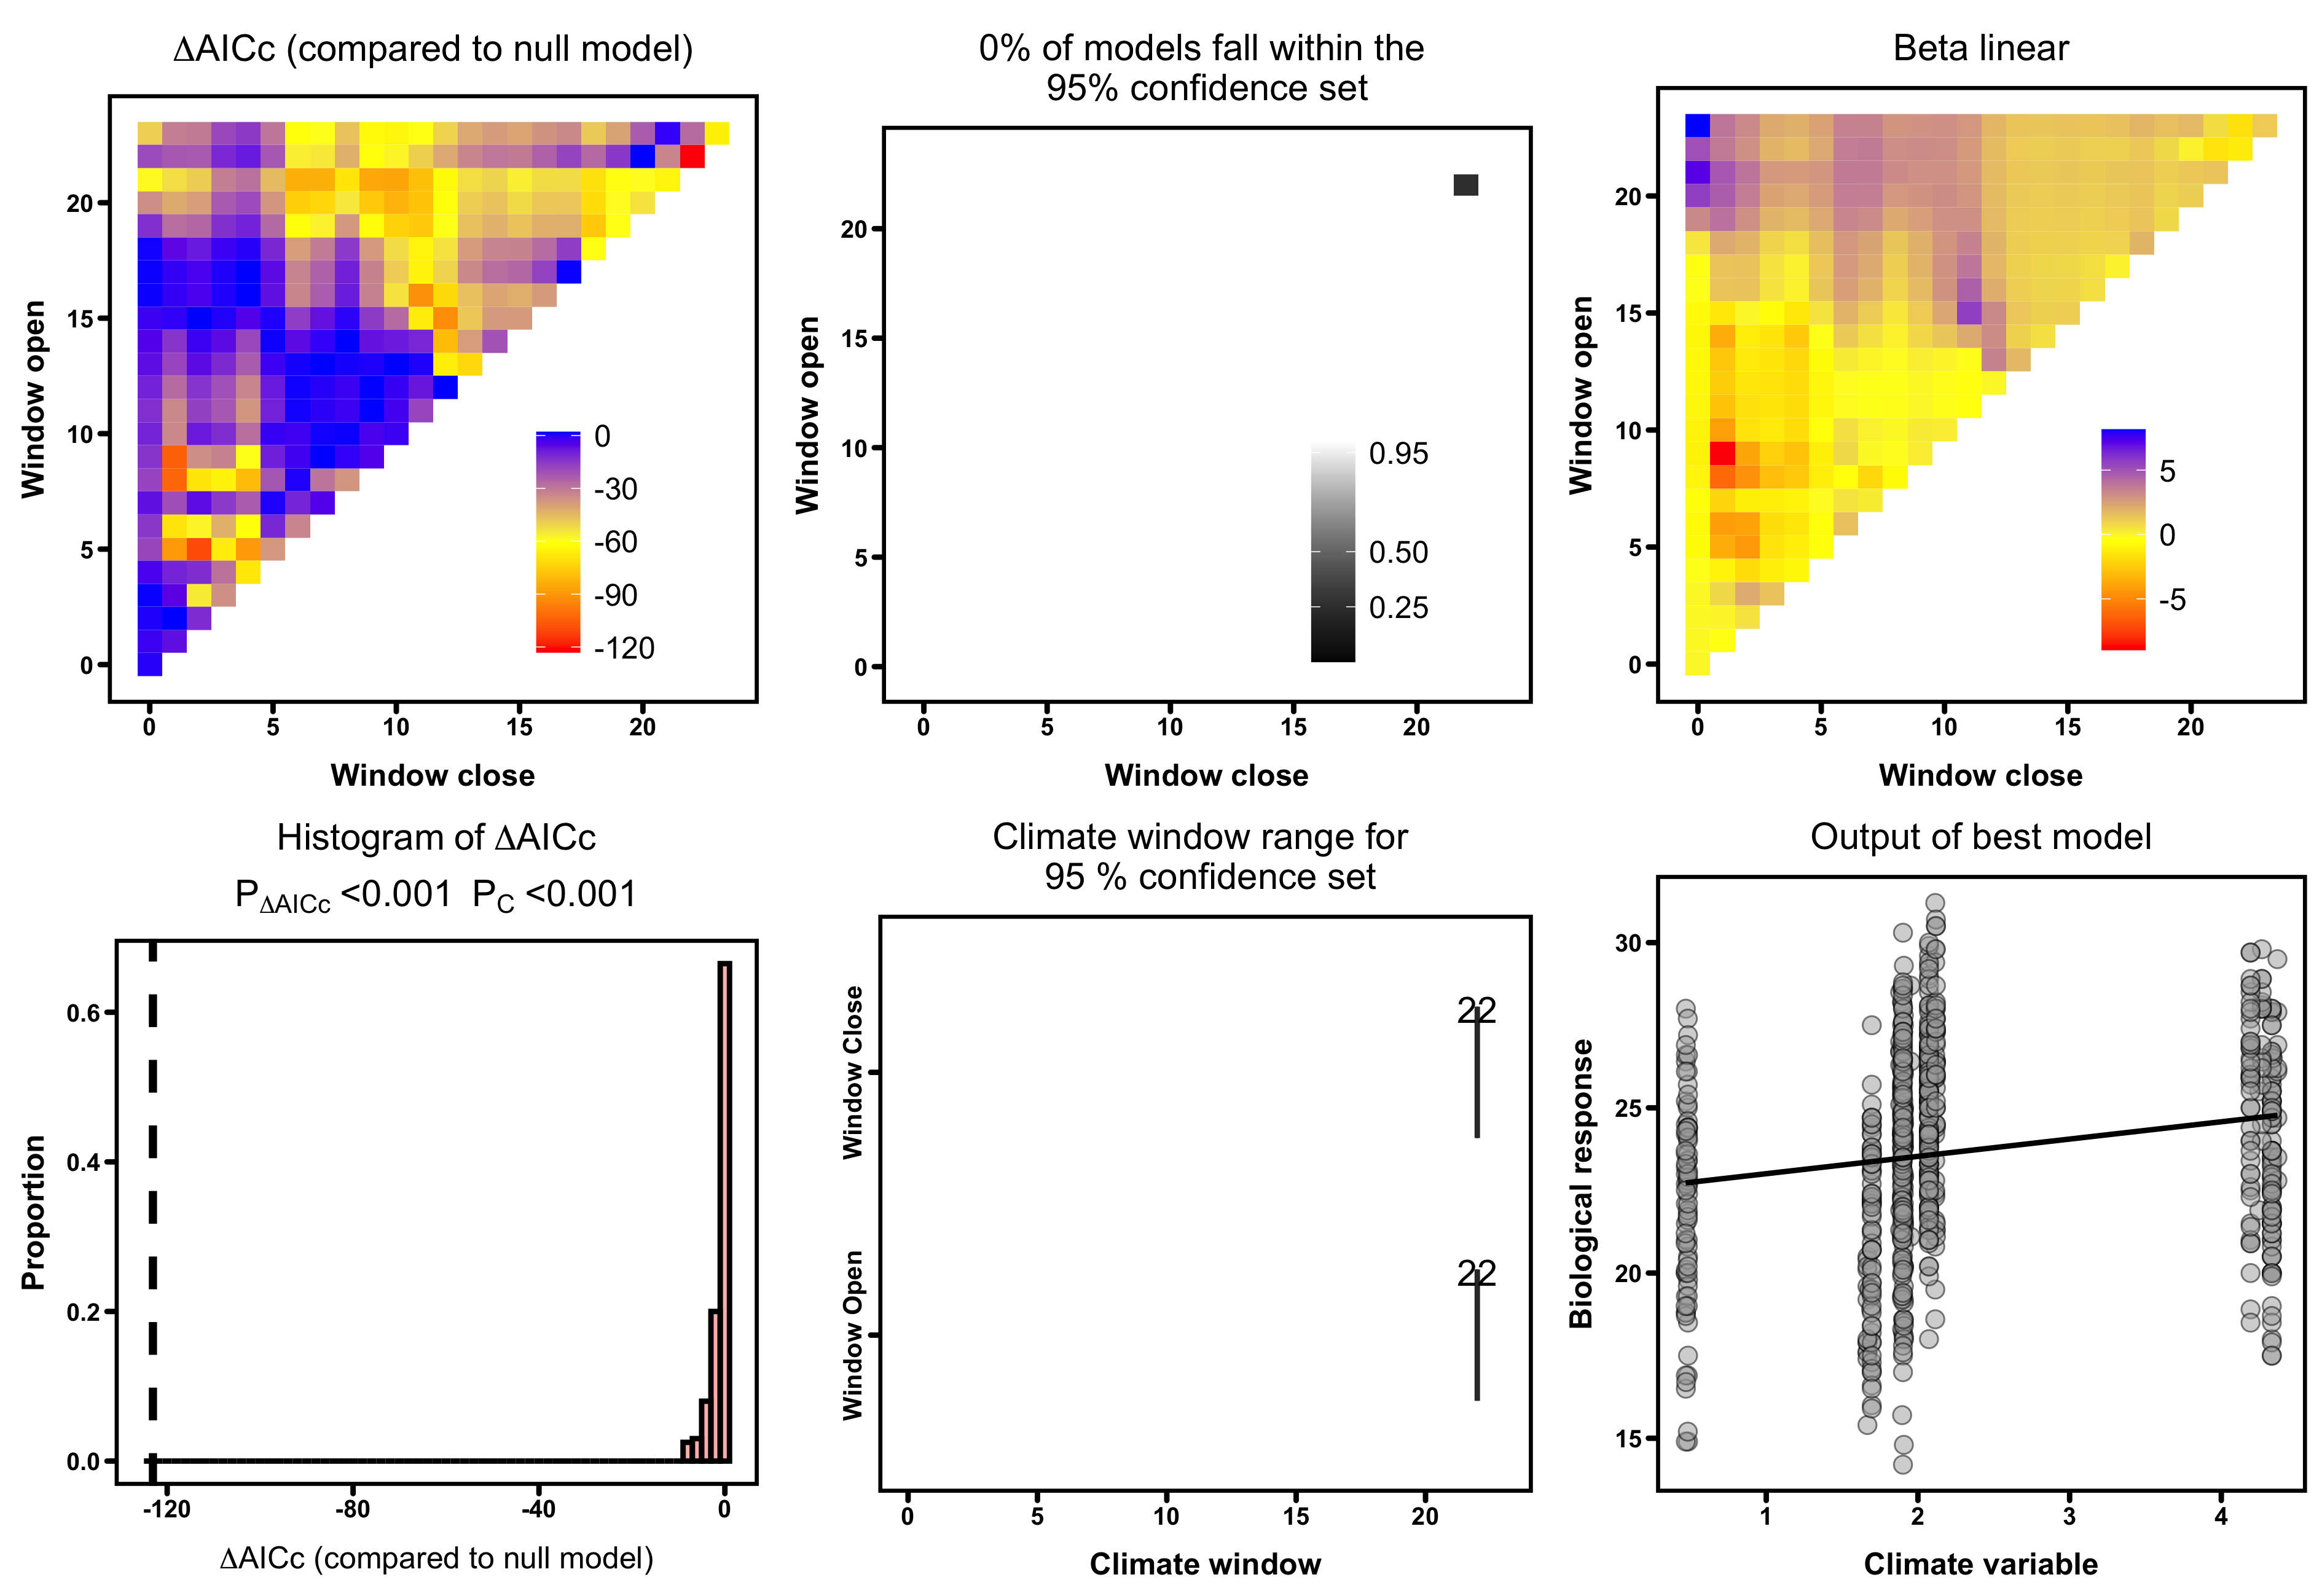 ΔAICc (compared to null model)
Window open
20
15
10
5
0
0
-30
-60
-90
-120
0 5 10 15 20
Window close
0% of models fall within the
95% confidence set
Window open
20
15
10
5
0
0.95
0.50
0.25
0 5 10 15 20
Window close
Beta linear
Window open
20
15
10
5
0
5
0
-5
0 5 10 15 20
Window close
Histogram of ΔAICc
PΔAICc <0.001 PC <0.001
Proportion
0.6
0.4
0.2
0.0
-120 -80 -40 0
ΔAICc (compared to null model)
Climate window range for
95 % confidence set
Window Close
22
Window Open
22
0 5 10 15 20
Climate window
Output of best model
Biological response
30
25
20
15
1 2 3 4
Climate variable